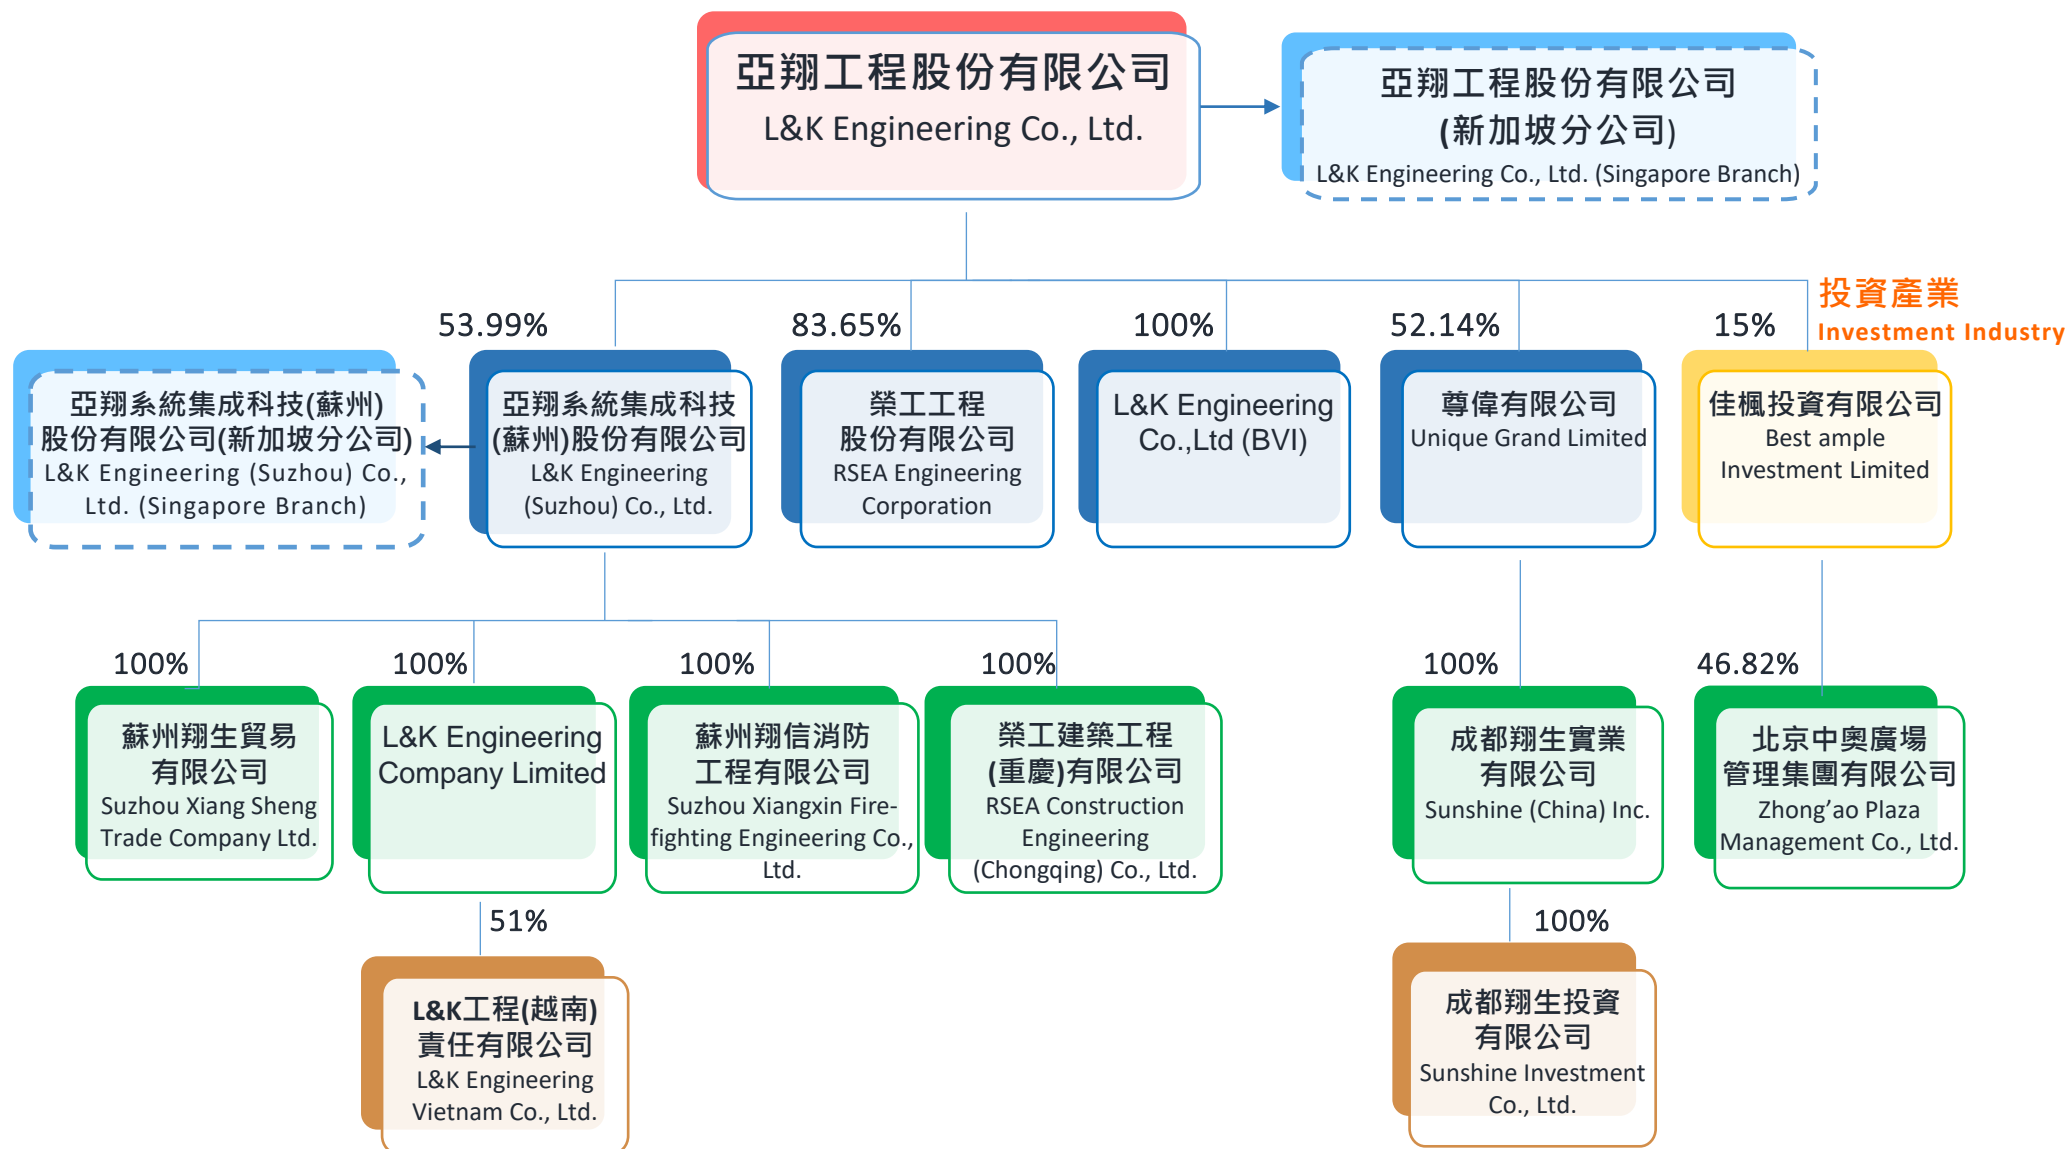 亞翔工程股份有限公司
L&K Engineering Co., Ltd.
亞翔工程股份有限公司
(新加坡分公司)
L&K Engineering Co., Ltd. (Singapore Branch)
投資產業
Investment Industry
53.99%
83.65%
100%
52.14%
15%
亞翔系統集成科技(蘇州)
股份有限公司(新加坡分公司)
L&K Engineering (Suzhou) Co.,
Ltd. (Singapore Branch)
亞翔系統集成科技
(蘇州)股份有限公司
L&K Engineering
(Suzhou) Co., Ltd.
榮工工程
股份有限公司
RSEA Engineering
Corporation
L&K Engineering
Co.,Ltd (BVI)
尊偉有限公司
Unique Grand Limited
佳楓投資有限公司
Best ample
Investment Limited
100%
100%
100%
100%
100%
46.82%
蘇州翔生貿易
有限公司
Suzhou Xiang Sheng
Trade Company Ltd.
L&K Engineering
Company Limited
蘇州翔信消防
工程有限公司
Suzhou Xiangxin Fire-
fighting Engineering Co.,
Ltd.
榮工建築工程
(重慶)有限公司
RSEA Construction
Engineering
(Chongqing) Co., Ltd.
成都翔生實業
有限公司
Sunshine (China) Inc.
北京中奧廣場
管理集團有限公司
Zhong’ao Plaza
Management Co., Ltd.
51%
100%
L&K工程(越南)
責任有限公司
L&K Engineering
Vietnam Co., Ltd.
成都翔生投資
有限公司
Sunshine Investment
Co., Ltd.